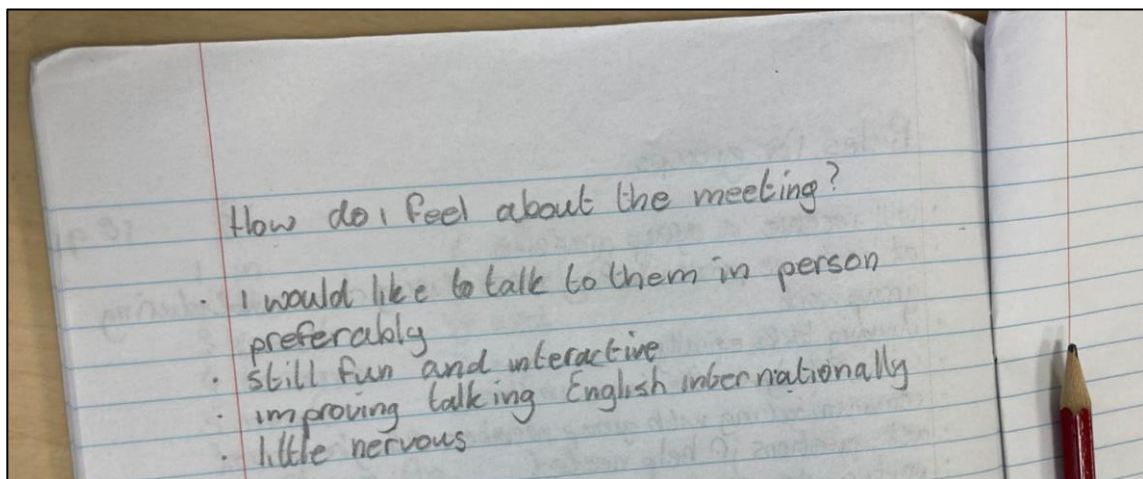 How do i feel about the meeting?
· I would like to talk to them in person
preferably
· still fun and interactive
· improving talking English internationally
· little nervous